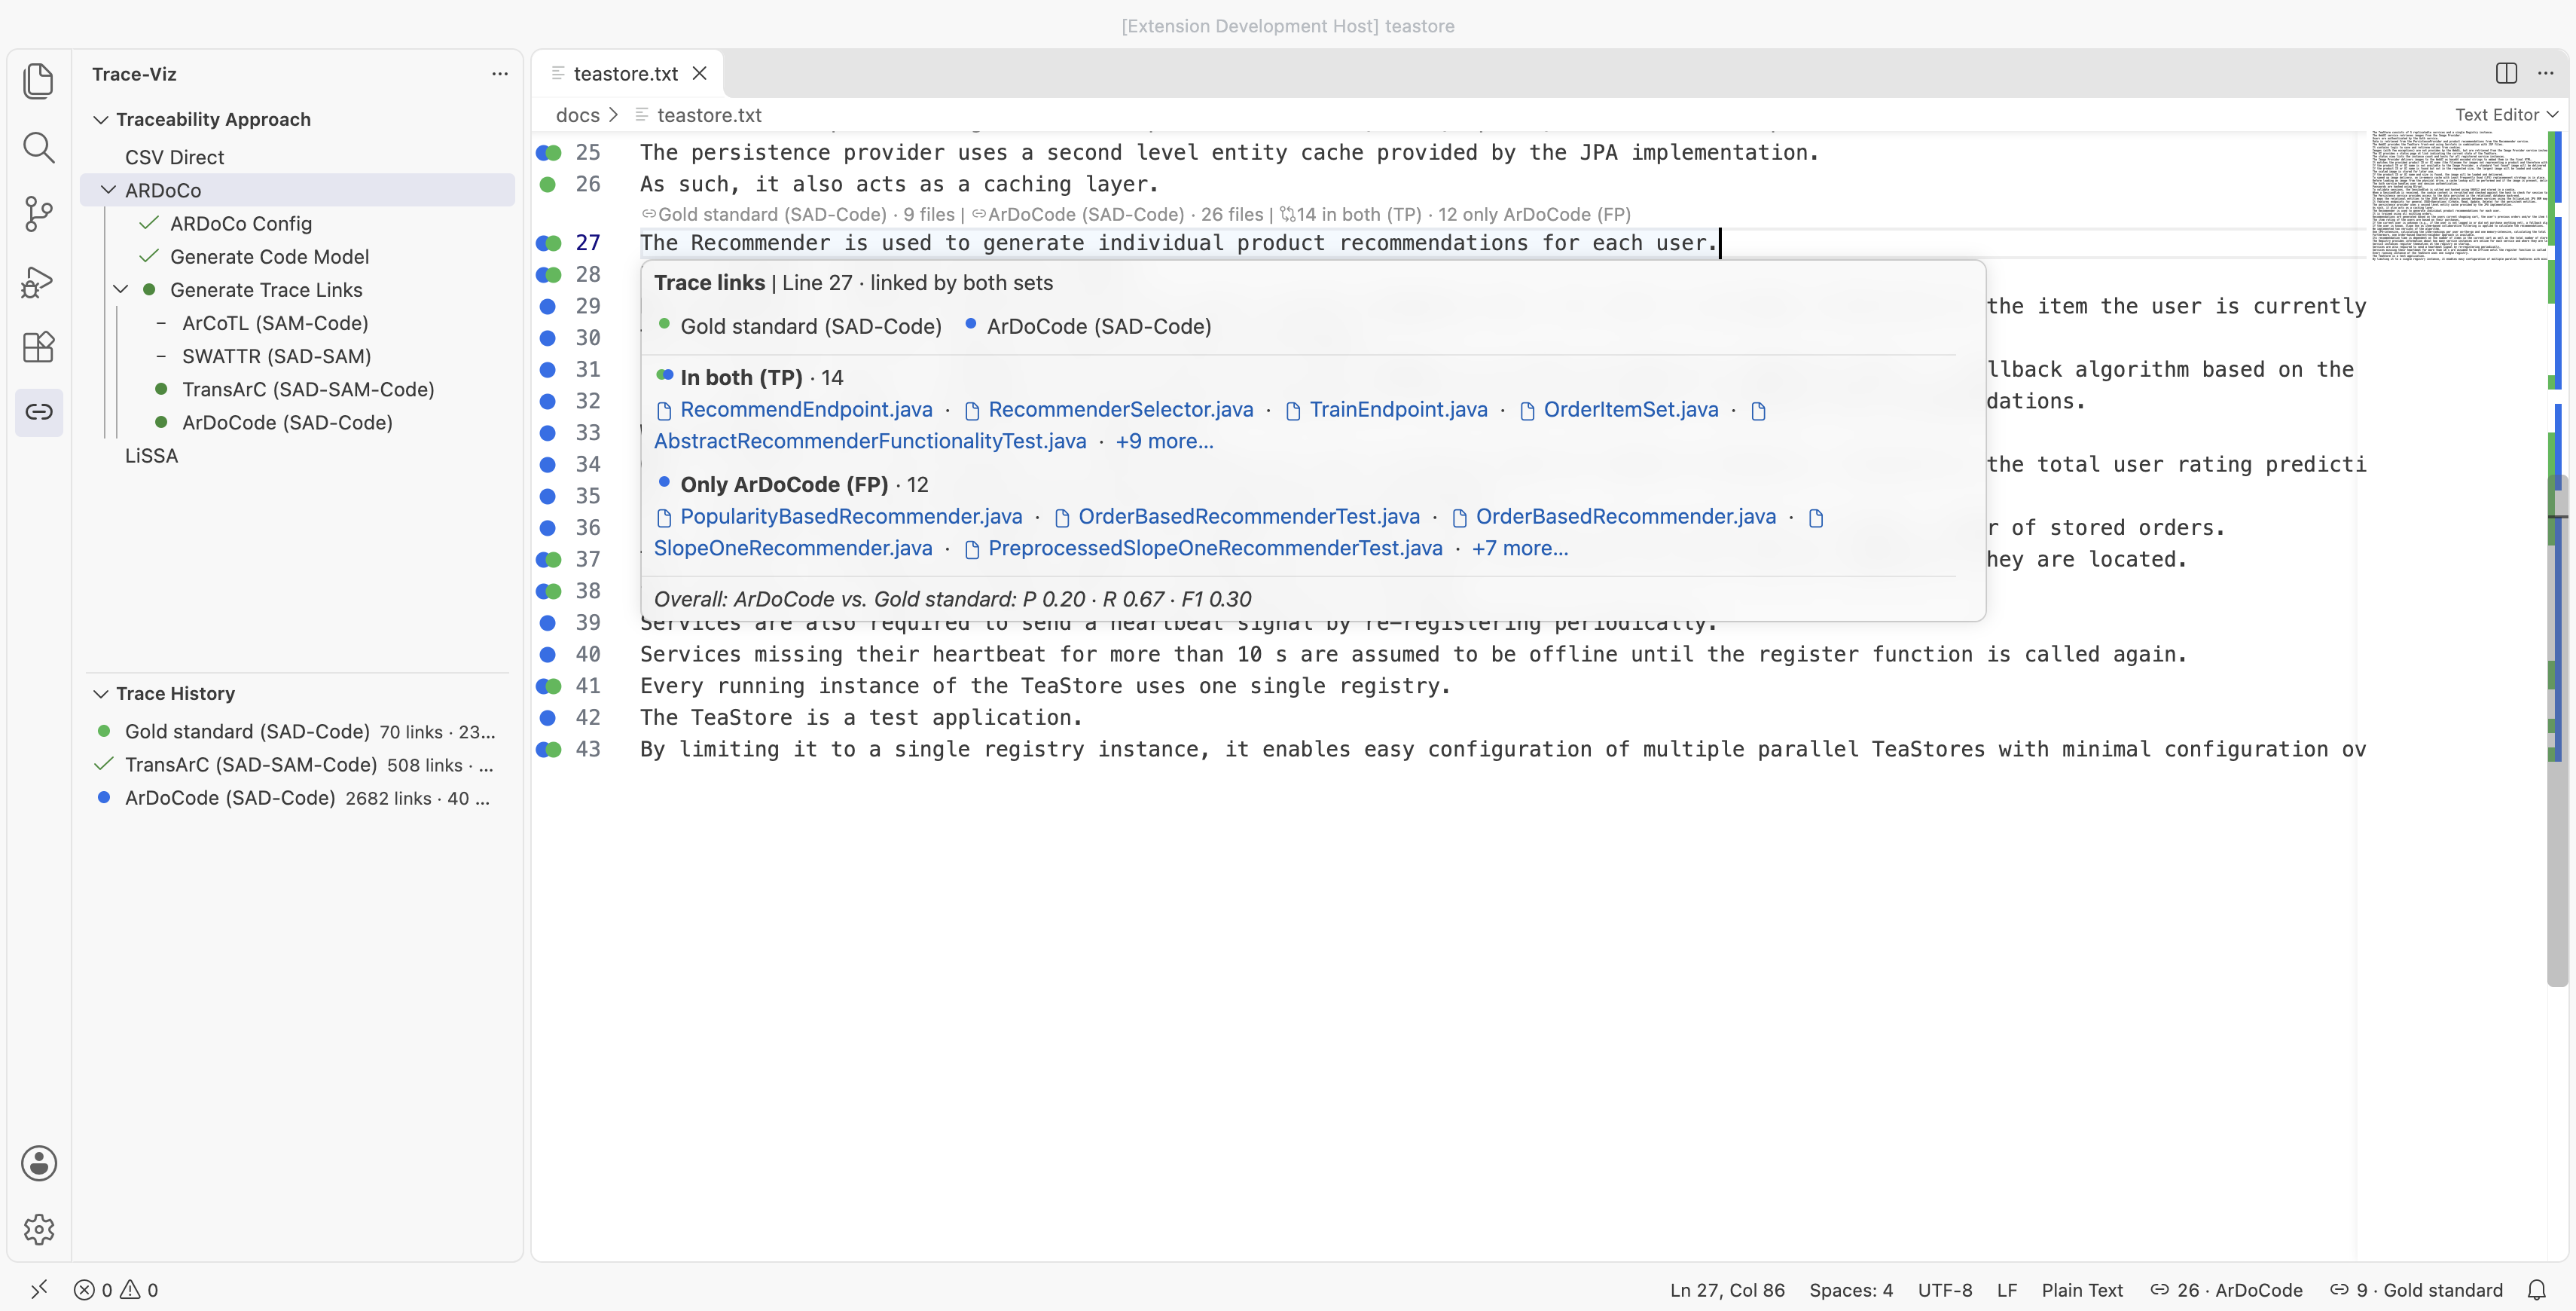 [Extension Development Host] teastore
Trace-Viz
Traceability Approach
CSV Direct
ARDoCo
ARDoCo Config
Generate Code Model
Generate Trace Links
– ArCoTL (SAM-Code)
– SWATTR (SAD-SAM)
TransArC (SAD-SAM-Code)
ArDoCode (SAD-Code)
LiSSA
Trace History
Gold standard (SAD-Code) 70 links · 23...
TransArC (SAD-SAM-Code) 508 links · ...
ArDoCode (SAD-Code) 2682 links · 40 ...
teastore.txt
docs > teastore.txt
Text Editor
25 The persistence provider uses a second level entity cache provided by the JPA implementation.
26 As such, it also acts as a caching layer.
Gold standard (SAD-Code) · 9 files | ArDoCode (SAD-Code) · 26 files | 14 in both (TP) · 12 only ArDoCode (FP)
27 The Recommender is used to generate individual product recommendations for each user.
28
29 the item the user is currently
30
31 llback algorithm based on the
32 dations.
33
34 the total user rating predicti
35
36 r of stored orders.
37 hey are located.
38
Trace links | Line 27 · linked by both sets
Gold standard (SAD-Code) ArDoCode (SAD-Code)
In both (TP) · 14
RecommendEndpoint.java · RecommenderSelector.java · TrainEndpoint.java · OrderItemSet.java ·
AbstractRecommenderFunctionalityTest.java · +9 more...
Only ArDoCode (FP) · 12
PopularityBasedRecommender.java · OrderBasedRecommenderTest.java · OrderBasedRecommender.java ·
SlopeOneRecommender.java · PreprocessedSlopeOneRecommenderTest.java · +7 more...
Overall: ArDoCode vs. Gold standard: P 0.20 · R 0.67 · F1 0.30
39 Services are also required to send a heartbeat signal by re-registering periodically.
40 Services missing their heartbeat for more than 10 s are assumed to be offline until the register function is called again.
41 Every running instance of the TeaStore uses one single registry.
42 The TeaStore is a test application.
43 By limiting it to a single registry instance, it enables easy configuration of multiple parallel TeaStores with minimal configuration ov
0 0
Ln 27, Col 86 Spaces: 4 UTF-8 LF Plain Text 26 · ArDoCode 9 · Gold standard